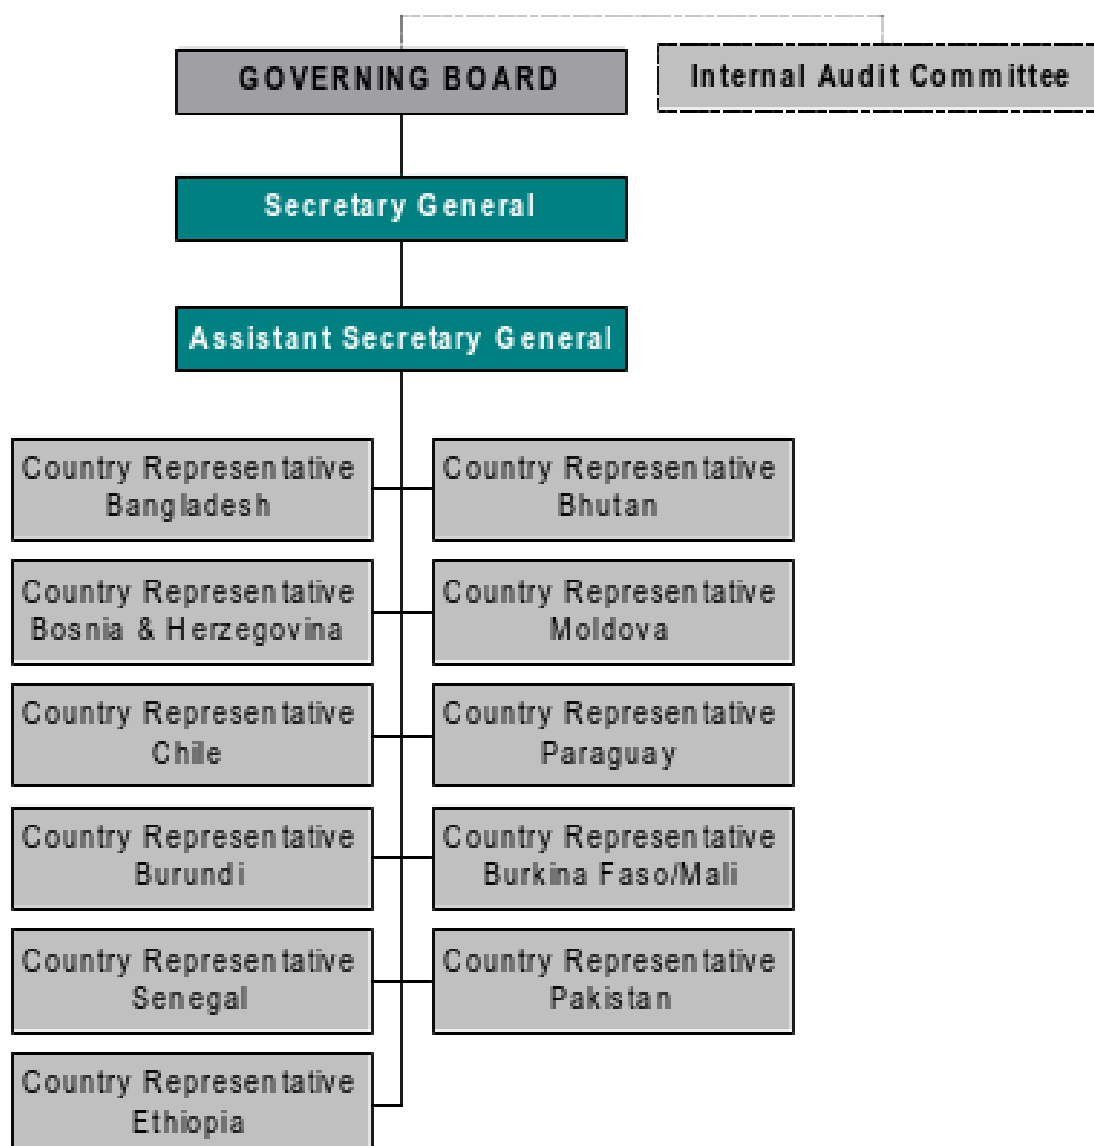 GOVERNING BOARD
Internal Audit Committee
Secretary General
Assistant Secretary General
Country Representative
Bangladesh
Country Representative
Bhutan
Country Representative
Bosnia & Herzegovina
Country Representative
Moldova
Country Representative
Chile
Country Representative
Paraguay
Country Representative
Burundi
Country Representative
Burkina Faso/Mali
Country Representative
Senegal
Country Representative
Pakistan
Country Representative
Ethiopia